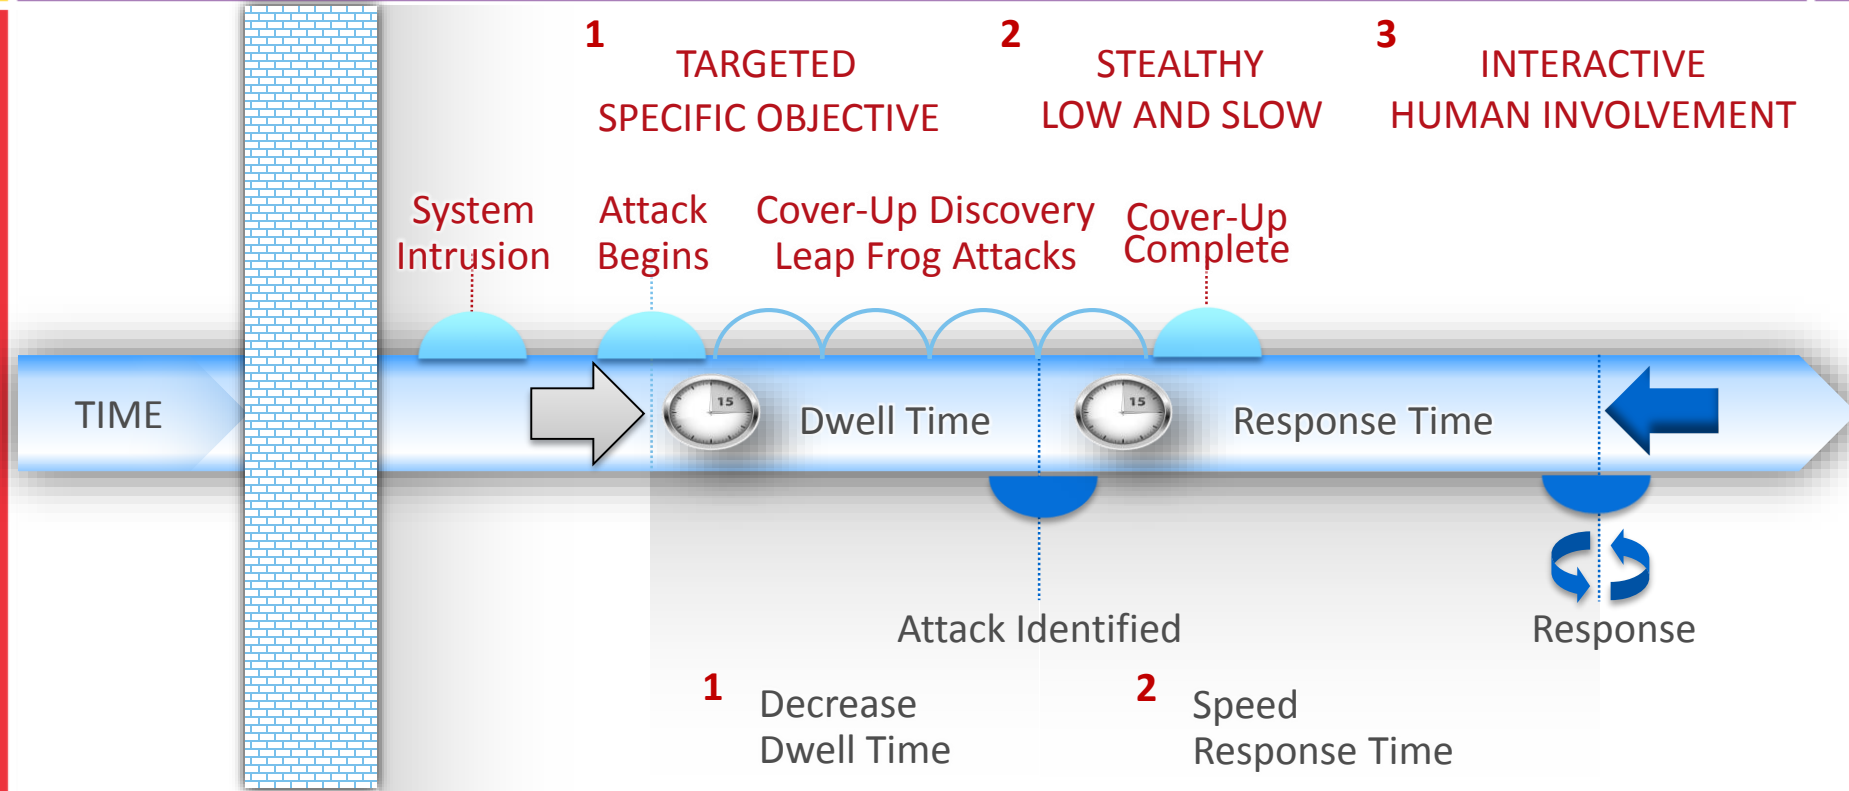 1
TARGETED
SPECIFIC OBJECTIVE
2
STEALTHY
LOW AND SLOW
3
INTERACTIVE
HUMAN INVOLVEMENT
System
Intrusion
Attack
Begins
Cover-Up Discovery
Leap Frog Attacks
Cover-Up
Complete
TIME
15
Dwell Time
15
Response Time
Attack Identified
Response
1
Decrease
Dwell Time
2
Speed
Response Time